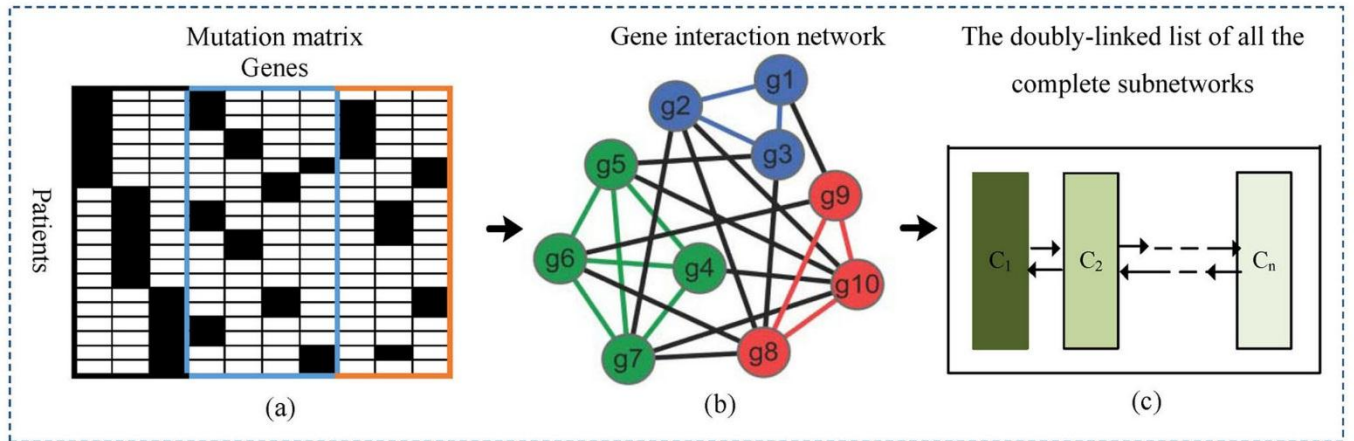 Mutation matrix
Genes
Patients
(a)
Gene interaction network
g1
g2
g3
g5
g9
g6
g4
g10
g7
g8
(b)
The doubly-linked list of all the
complete subnetworks
C1
C2
Cn
(c)